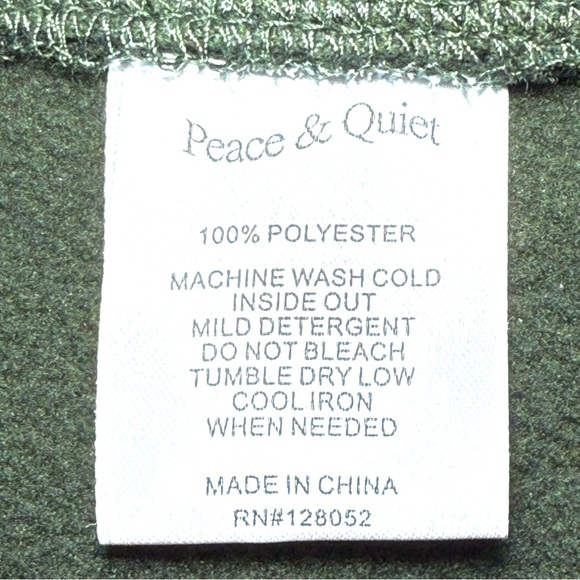 Peace & Quiet
100% POLYESTER
MACHINE WASH COLD
INSIDE OUT
MILD DETERGENT
DO NOT BLEACH
TUMBLE DRY LOW
COOL IRON
WHEN NEEDED
MADE IN CHINA
RN#128052